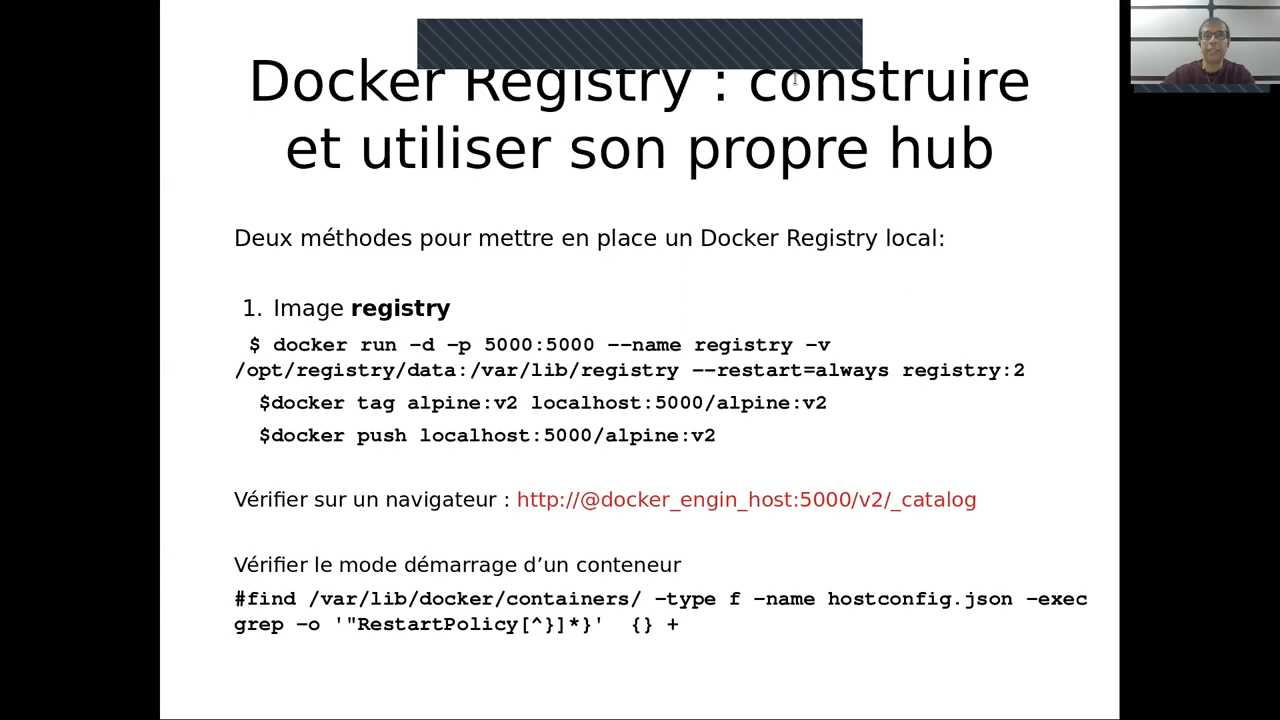 Docker Registry : construire
et utiliser son propre hub
Deux méthodes pour mettre en place un Docker Registry local:
1. Image registry
$ docker run -d -p 5000:5000 --name registry -v
/opt/registry/data:/var/lib/registry --restart=always registry:2
$docker tag alpine:v2 localhost:5000/alpine:v2
$docker push localhost:5000/alpine:v2
Vérifier sur un navigateur : http://@docker_engin_host:5000/v2/_catalog
Vérifier le mode démarrage d’un conteneur
#find /var/lib/docker/containers/ -type f -name hostconfig.json -exec
grep -o '"RestartPolicy[^}]*}'  {} +